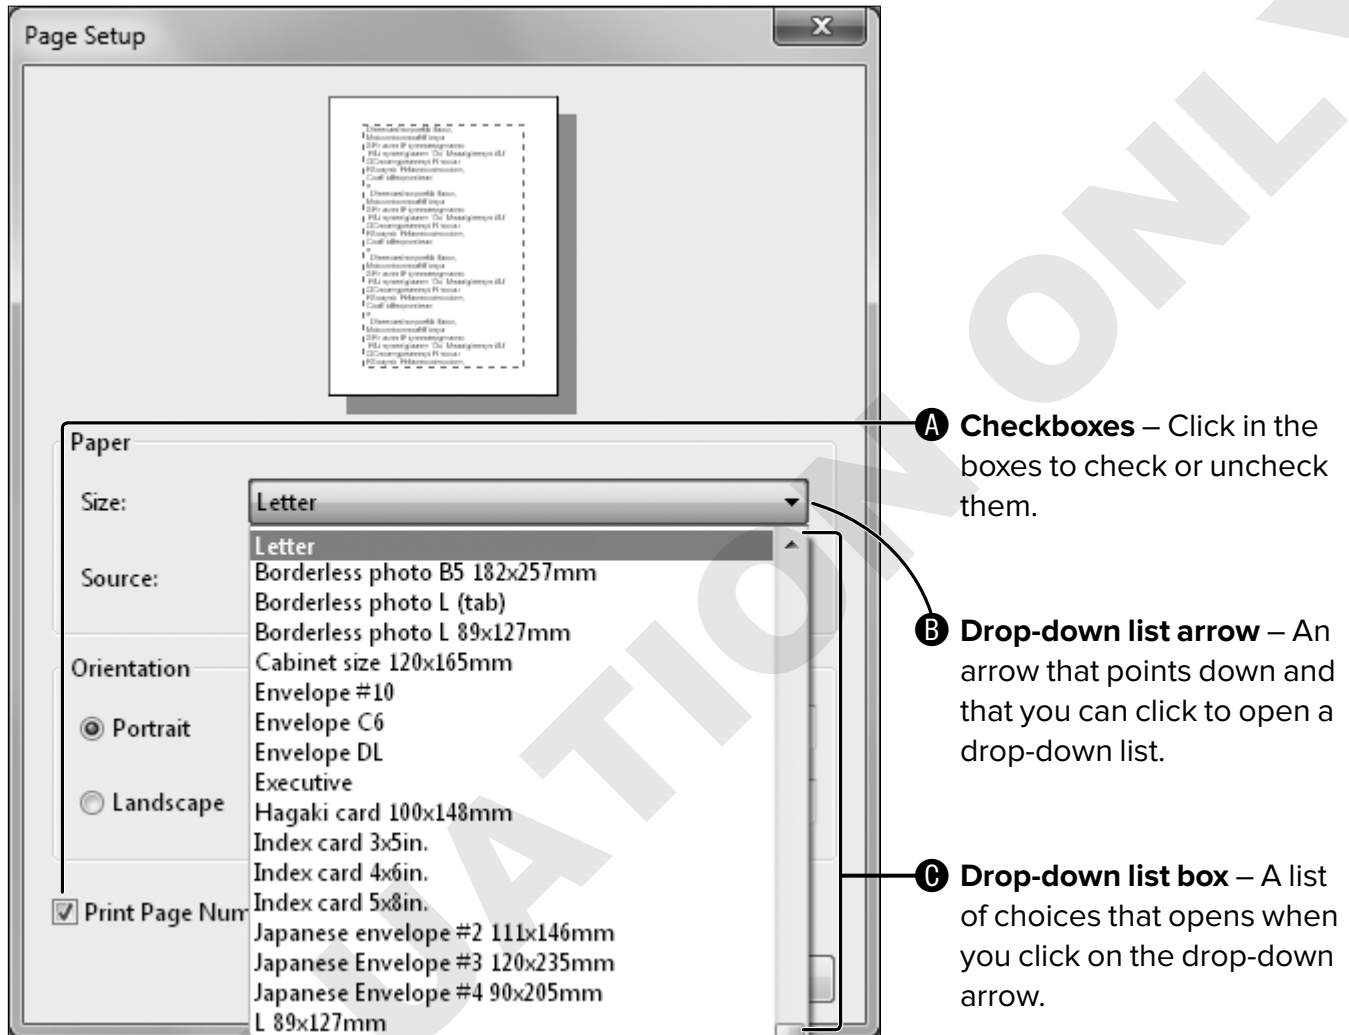 Page Setup
x
Paper
Size:
Letter
Letter
Source:
Borderless photo B5 182x257mm
Borderless photo L (tab)
Borderless photo L 89x127mm
Orientation
Cabinet size 120x165mm
Envelope #10
Portrait
Envelope C6
Envelope DL
Executive
Landscape
Hagaki card 100x148mm
Index card 3x5in.
Index card 4x6in.
Print Page Num
Index card 5x8in.
Japanese envelope #2 111x146mm
Japanese Envelope #3 120x235mm
Japanese Envelope #4 90x205mm
L 89x127mm
A Checkboxes – Click in the
boxes to check or uncheck
them.
B Drop-down list arrow – An
arrow that points down and
that you can click to open a
drop-down list.
C Drop-down list box – A list
of choices that opens when
you click on the drop-down
arrow.
UATION ONLY